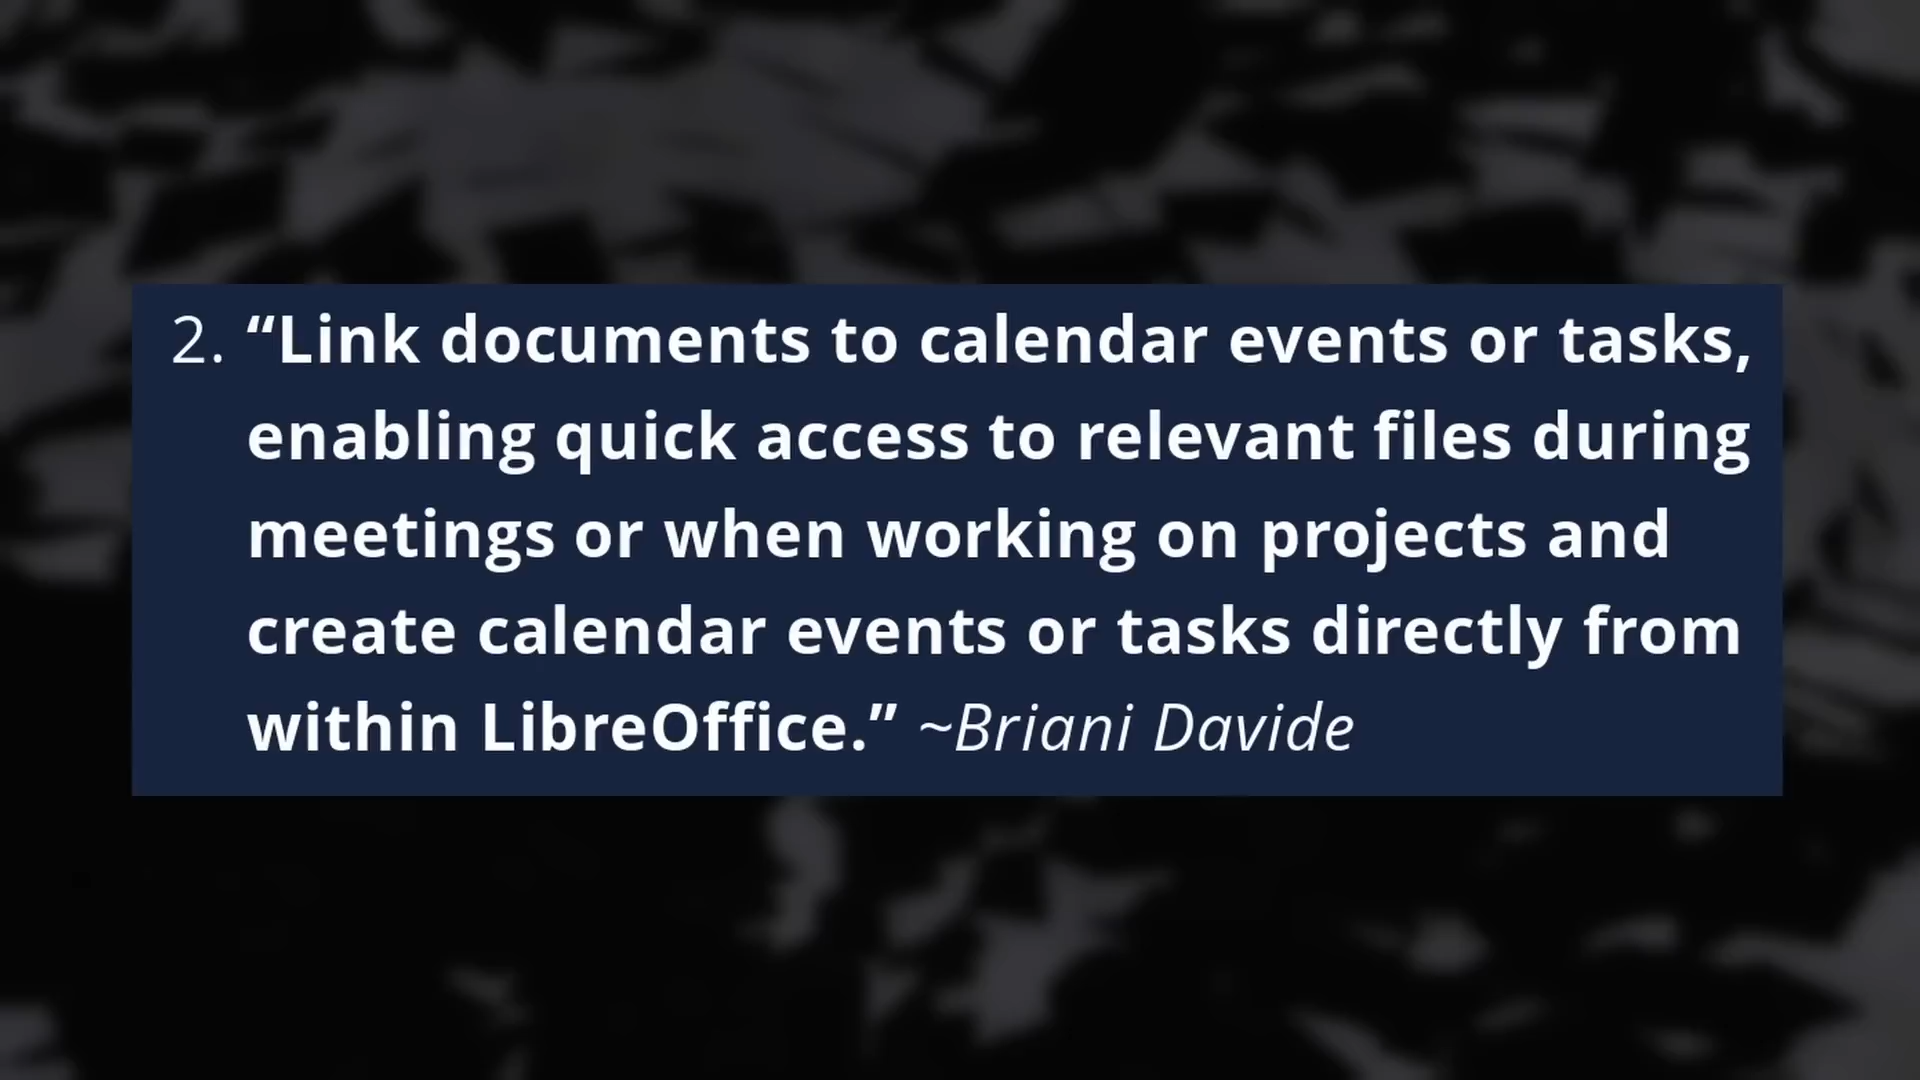 2. “Link documents to calendar events or tasks,
enabling quick access to relevant files during
meetings or when working on projects and
create calendar events or tasks directly from
within LibreOffice.” ~Briani Davide